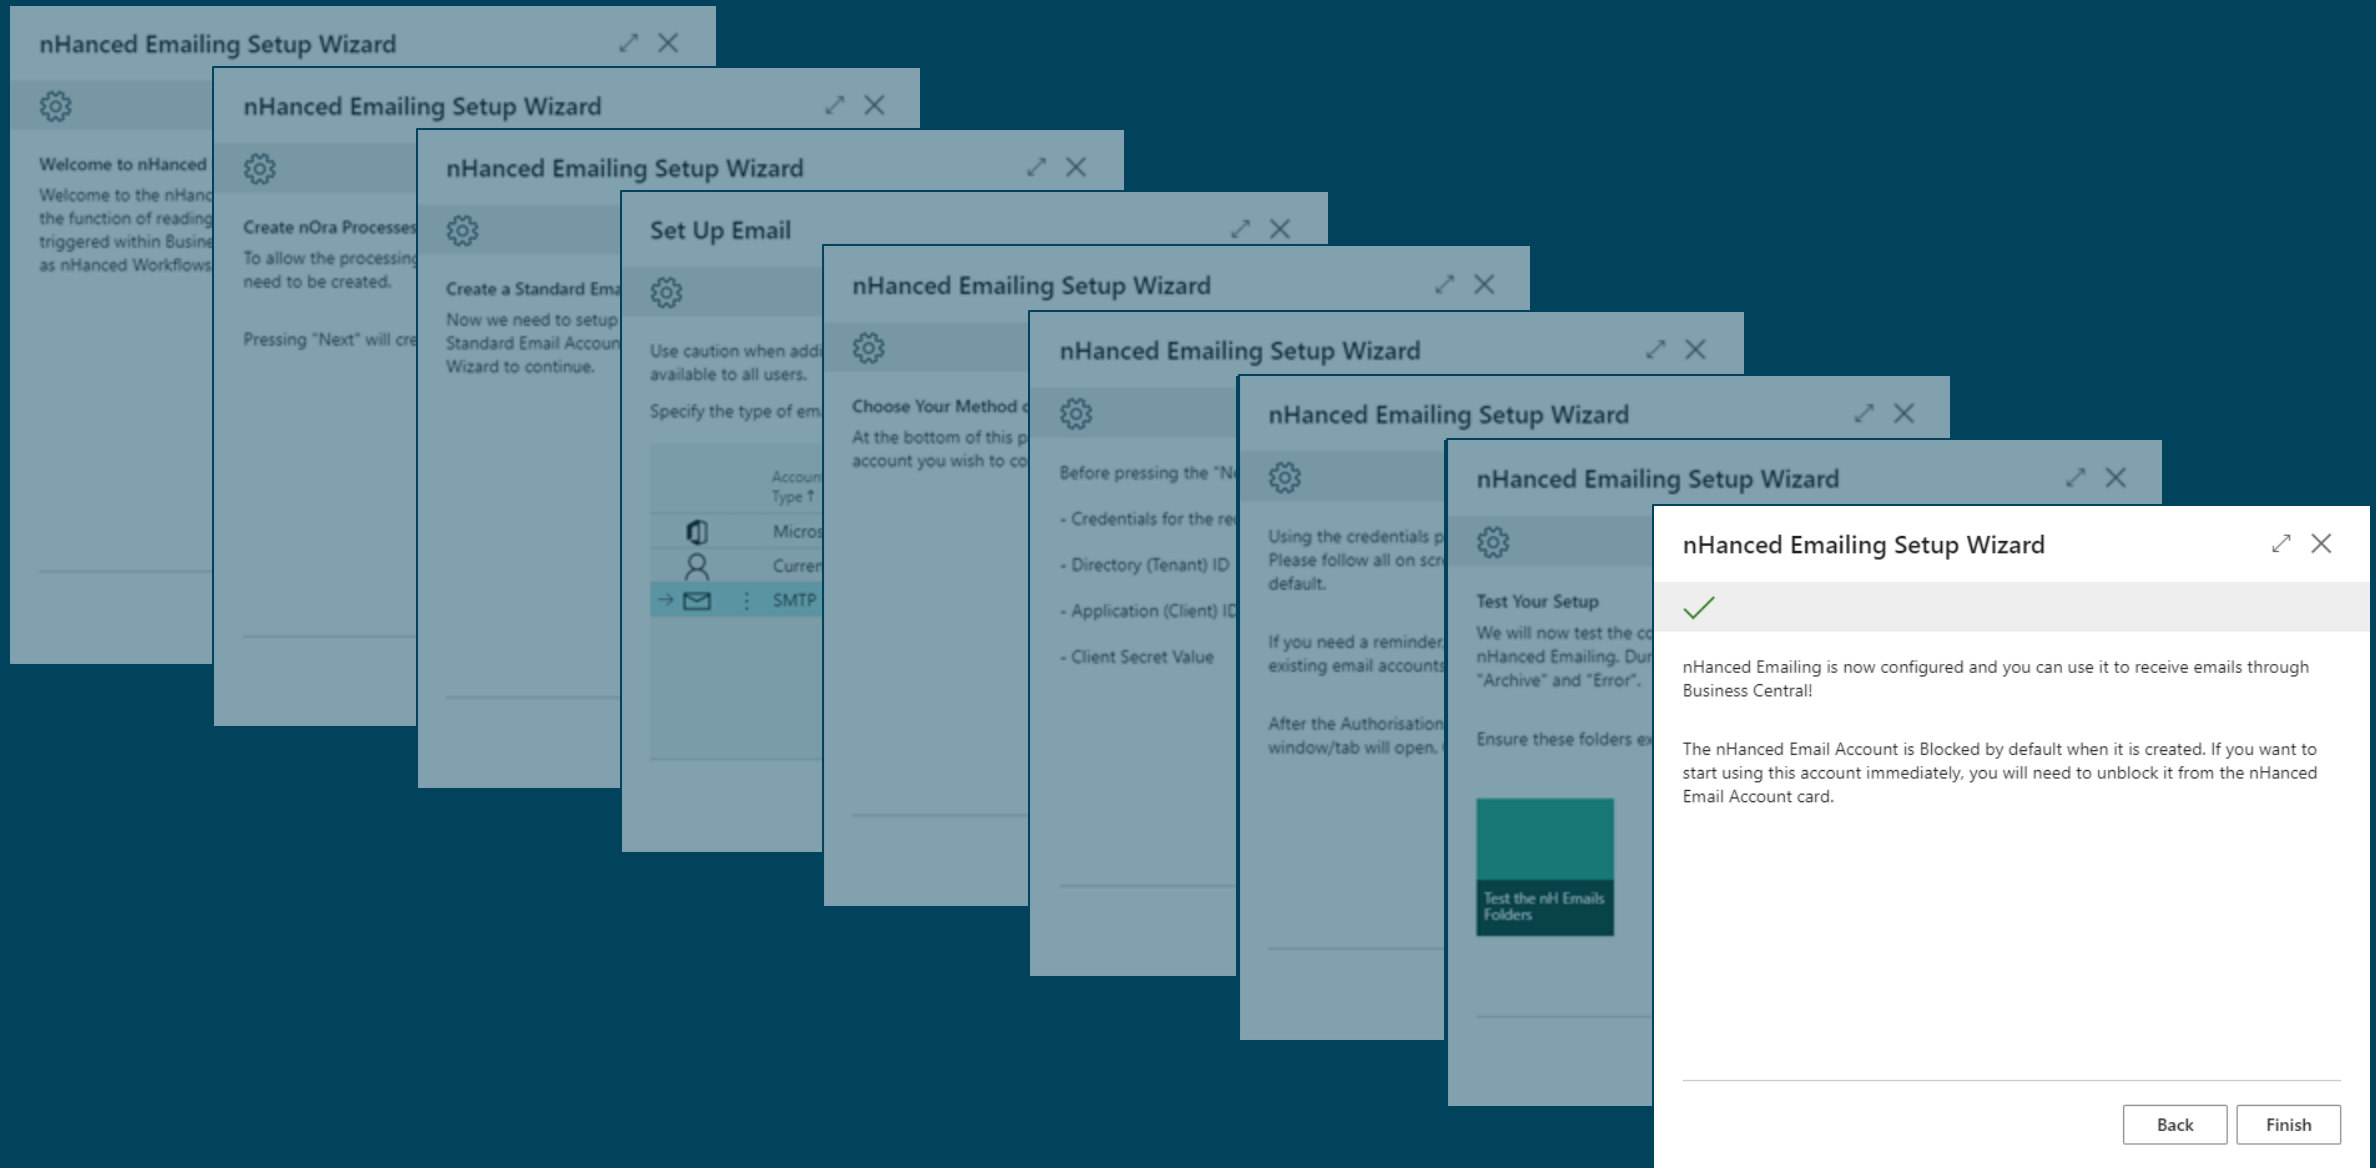 nHanced Emailing Setup Wizard
Welcome to nHanced
Welcome to the nHanc
the function of reading
triggered within Busine
as nHanced Workflows
nHanced Emailing Setup Wizard
Create nOra Processes
To allow the processing
need to be created.
Pressing "Next" will cre
nHanced Emailing Setup Wizard
Create a Standard Ema
Now we need to setup
Standard Email Accoun
Wizard to continue.
Set Up Email
Use caution when addi
available to all users.
Specify the type of em
Accoun
Type ↑
Micros
Curren
SMTP
nHanced Emailing Setup Wizard
Choose Your Method o
At the bottom of this p
account you wish to co
nHanced Emailing Setup Wizard
Before pressing the "Ne
- Credentials for the re
- Directory (Tenant) ID
- Application (Client) ID
- Client Secret Value
nHanced Emailing Setup Wizard
Using the credentials p
Please follow all on scre
default.
If you need a reminder,
existing email accounts
After the Authorisation
window/tab will open.
nHanced Emailing Setup Wizard
Test Your Setup
We will now test the co
nHanced Emailing. Dur
"Archive" and "Error".
Ensure these folders ex
Test the nH Emails
Folders
nHanced Emailing Setup Wizard
nHanced Emailing is now configured and you can use it to receive emails through
Business Central!
The nHanced Email Account is Blocked by default when it is created. If you want to
start using this account immediately, you will need to unblock it from the nHanced
Email Account card.
Back
Finish